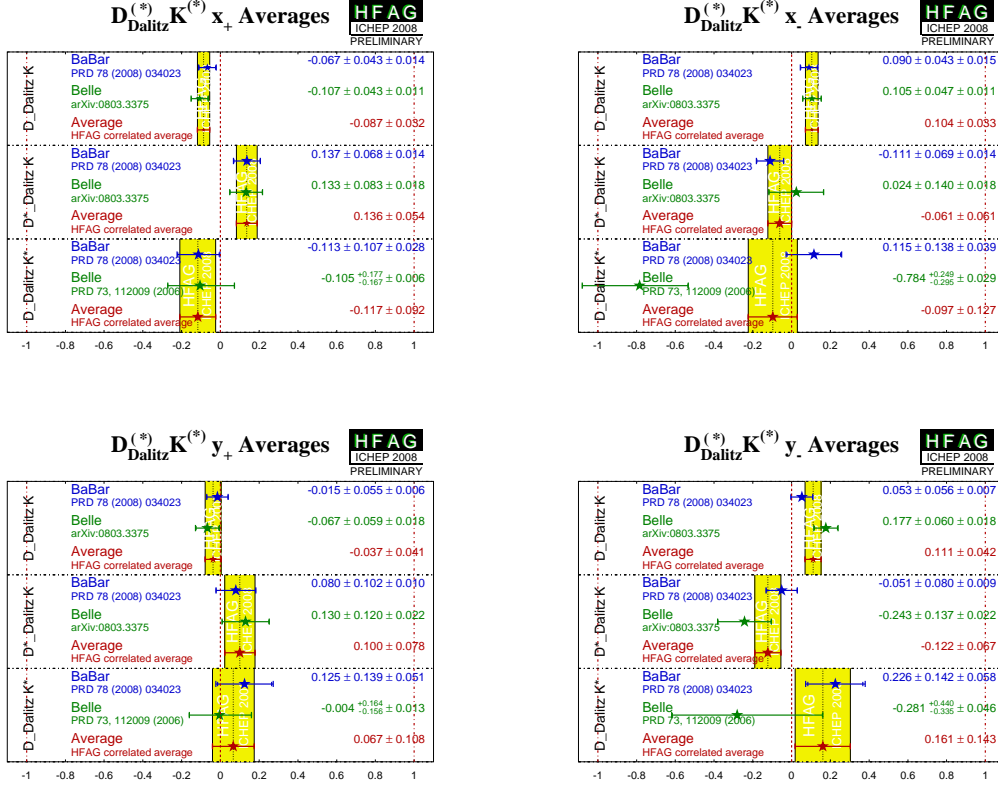 D(*)Dalitz K(*) x+ Averages
HFAG
ICHEP 2008
PRELIMINARY
D_Dalitz K
BaBar
PRD 78 (2008) 034023
-0.067 ± 0.043 ± 0.014
Belle
arXiv:0803.3375
-0.107 ± 0.043 ± 0.011
Average
HFAG correlated average
-0.087 ± 0.032
D*_Dalitz K
BaBar
PRD 78 (2008) 034023
0.137 ± 0.068 ± 0.014
Belle
arXiv:0803.3375
0.133 ± 0.083 ± 0.018
Average
HFAG correlated average
0.136 ± 0.054
D_Dalitz K*
BaBar
PRD 78 (2008) 034023
-0.113 ± 0.107 ± 0.028
Belle
PRD 73, 112009 (2006)
-0.105 +0.177 -0.167 ± 0.006
Average
HFAG correlated average
-0.117 ± 0.092
-1 -0.8 -0.6 -0.4 -0.2 0 0.2 0.4 0.6 0.8 1
D(*)Dalitz K(*) x- Averages
HFAG
ICHEP 2008
PRELIMINARY
D_Dalitz K
BaBar
PRD 78 (2008) 034023
0.090 ± 0.043 ± 0.015
Belle
arXiv:0803.3375
0.105 ± 0.047 ± 0.011
Average
HFAG correlated average
0.104 ± 0.033
D*_Dalitz K
BaBar
PRD 78 (2008) 034023
-0.111 ± 0.069 ± 0.014
Belle
arXiv:0803.3375
0.024 ± 0.140 ± 0.018
Average
HFAG correlated average
-0.061 ± 0.061
D_Dalitz K*
BaBar
PRD 78 (2008) 034023
0.115 ± 0.138 ± 0.039
Belle
PRD 73, 112009 (2006)
-0.784 +0.249 -0.295 ± 0.029
Average
HFAG correlated average
-0.097 ± 0.127
-1 -0.8 -0.6 -0.4 -0.2 0 0.2 0.4 0.6 0.8 1
D(*)Dalitz K(*) y+ Averages
HFAG
ICHEP 2008
PRELIMINARY
D_Dalitz K
BaBar
PRD 78 (2008) 034023
-0.015 ± 0.055 ± 0.006
Belle
arXiv:0803.3375
-0.067 ± 0.059 ± 0.018
Average
HFAG correlated average
-0.037 ± 0.041
D*_Dalitz K
BaBar
PRD 78 (2008) 034023
0.080 ± 0.102 ± 0.010
Belle
arXiv:0803.3375
0.130 ± 0.120 ± 0.022
Average
HFAG correlated average
0.100 ± 0.078
D_Dalitz K*
BaBar
PRD 78 (2008) 034023
0.125 ± 0.139 ± 0.051
Belle
PRD 73, 112009 (2006)
-0.004 +0.164 -0.156 ± 0.013
Average
HFAG correlated average
0.067 ± 0.108
-1 -0.8 -0.6 -0.4 -0.2 0 0.2 0.4 0.6 0.8 1
D(*)Dalitz K(*) y- Averages
HFAG
ICHEP 2008
PRELIMINARY
D_Dalitz K
BaBar
PRD 78 (2008) 034023
0.053 ± 0.056 ± 0.007
Belle
arXiv:0803.3375
0.177 ± 0.060 ± 0.018
Average
HFAG correlated average
0.111 ± 0.042
D*_Dalitz K
BaBar
PRD 78 (2008) 034023
-0.051 ± 0.080 ± 0.009
Belle
arXiv:0803.3375
-0.243 ± 0.137 ± 0.022
Average
HFAG correlated average
-0.122 ± 0.067
D_Dalitz K*
BaBar
PRD 78 (2008) 034023
0.226 ± 0.142 ± 0.058
Belle
PRD 73, 112009 (2006)
-0.281 +0.440 -0.335 ± 0.046
Average
HFAG correlated average
0.161 ± 0.143
-1 -0.8 -0.6 -0.4 -0.2 0 0.2 0.4 0.6 0.8 1